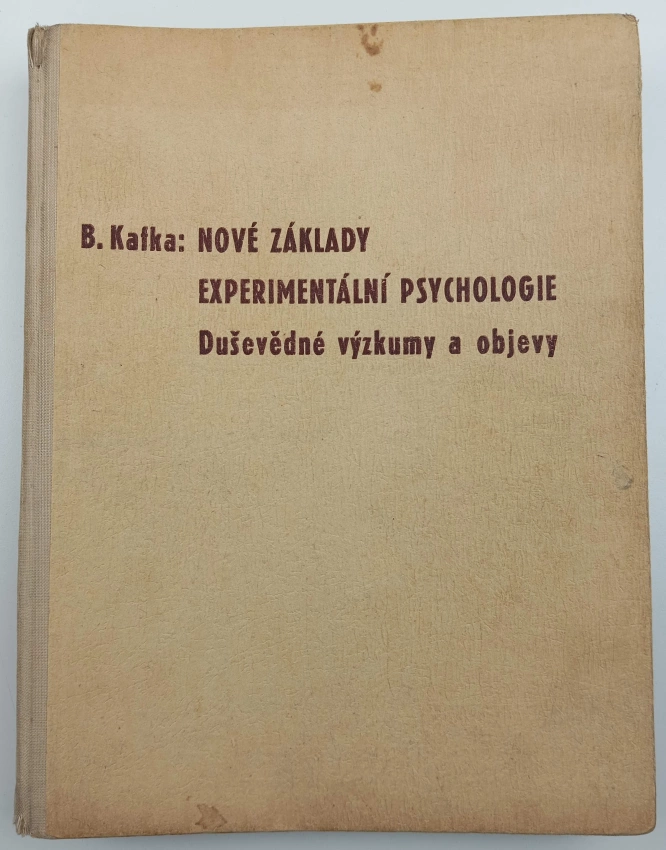 B. Kafka: NOVÉ ZÁKLADY
EXPERIMENTÁLNÍ PSYCHOLOGIE
Duševědné výzkumy a objevy